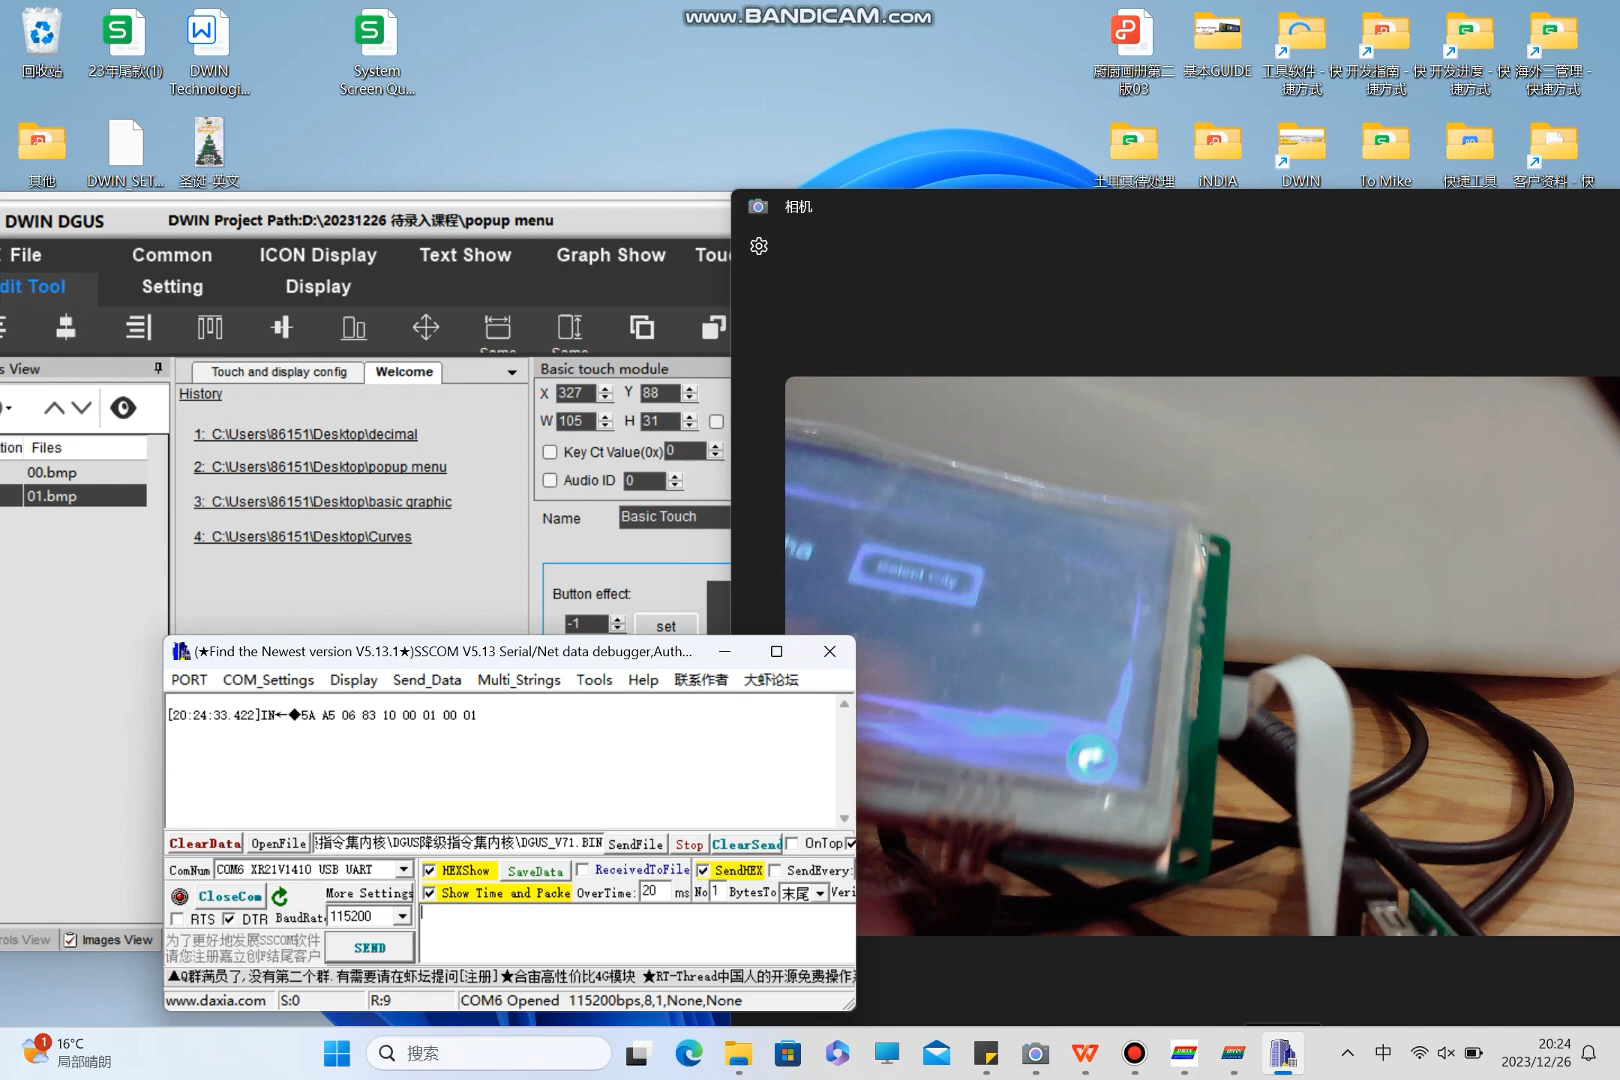 www.BANDICAM.com
回收站
23年尾款(1)
DWIN Technologi...
System Screen Qu...
版03
基本GUIDE
工具软件 - 快捷方式
开发指南 - 快捷方式
开发进度 - 快捷方式
海外三管理 - 快捷方式
其他
DWIN_SET...
圣诞-英文
土耳其待处理
iNDIA
DWIN
To Mike
快捷工具
客户资料 - 快
DWIN DGUS
DWIN Project Path:D:\20231226 待录入课程\popup menu
File
Common Setting
ICON Display Display
Text Show
Graph Show
Tou
dit Tool
s View
Touch and display config
Welcome
History
1: C:\Users\86151\Desktop\decimal
2: C:\Users\86151\Desktop\popup menu
3: C:\Users\86151\Desktop\basic graphic
4: C:\Users\86151\Desktop\Curves
tion Files
00.bmp
01.bmp
Basic touch module
X 327 Y 88
W 105 H 31
Key Ct Value(0x) 0
Audio ID 0
Name Basic Touch
Button effect:
-1 set
相机
Select City
(★Find the Newest version V5.13.1★)SSCOM V5.13 Serial/Net data debugger,Auth...
PORT COM_Settings Display Send_Data Multi_Strings Tools Help 联系作者 大虾论坛
[20:24:33.422]IN←◆5A A5 06 83 10 00 01 00 01
ClearData OpenFile 指令集内核\DGUS降级指令集内核\DGUS_V71.BIN SendFile Stop ClearSend OnTop
ComNum COM6 XR21V1410 USB UART HEXShow SaveData ReceivedToFile SendHEX SendEvery:
CloseCom More Settings Show Time and Packe OverTime: 20 ms No 1 BytesTo 末尾 Veri
RTS DTR BaudRat: 115200
为了更好地发展SSCOM软件
请您注册嘉立创F结尾客户
SEND
▲Q群满员了,没有第二个群.有需要请在虾坛提问[注册]★合宙高性价比4G模块 ★RT-Thread中国人的开源免费操作
www.daxia.com S:0 R:9 COM6 Opened 115200bps,8,1,None,None
rols View Images View
1
16°C
局部晴朗
搜索
中
20:24
2023/12/26